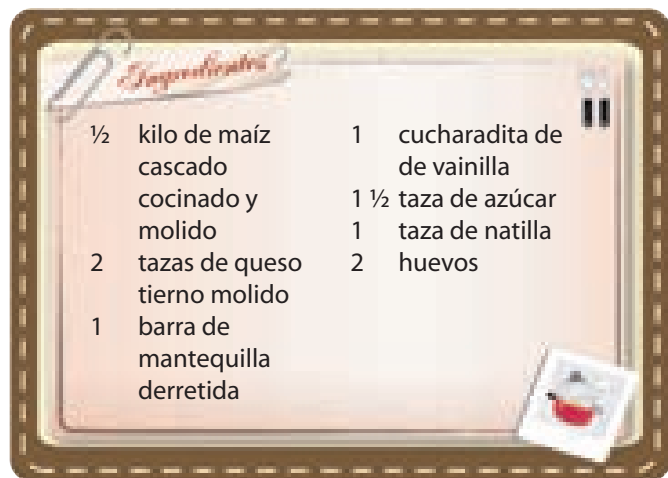 Ingredientes
½ kilo de maíz
cascado
cocinado y
molido
2 tazas de queso
tierno molido
1 barra de
mantequilla
derretida
1 cucharadita de
de vainilla
1 ½ taza de azúcar
1 taza de natilla
2 huevos